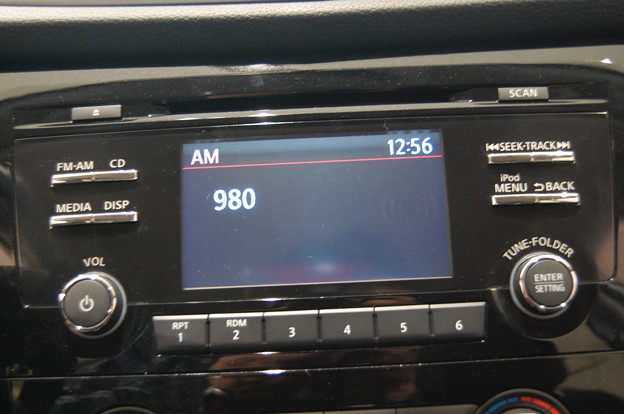 SCAN
⏏
FM·AM CD
MEDIA DISP
VOL
AM 12:56
980
⏮SEEK·TRACK⏭
iPod
MENU ⮌BACK
TUNE·FOLDER
ENTER
SETTING
RPT
1
RDM
2
3
4
5
6